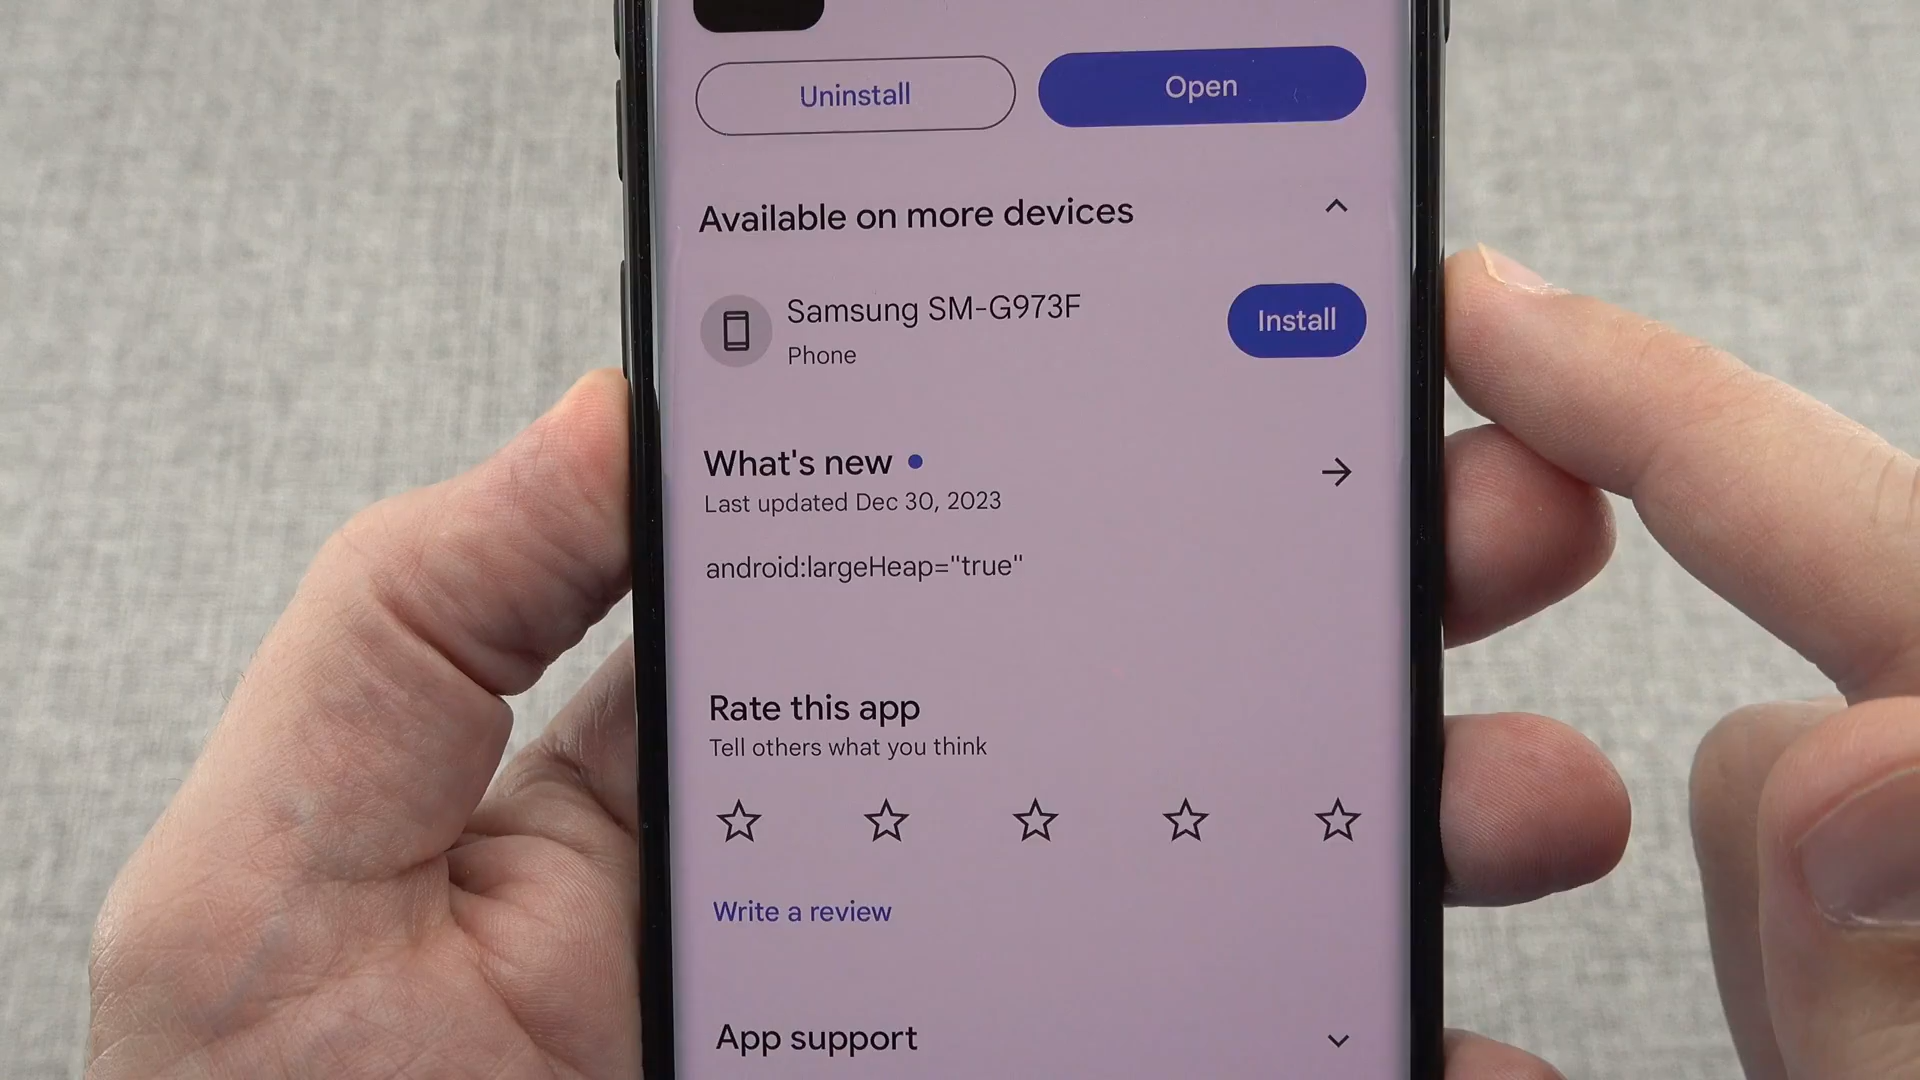 Uninstall
Open
Available on more devices
Samsung SM-G973F
Phone
Install
What's new
Last updated Dec 30, 2023
android:largeHeap="true"
Rate this app
Tell others what you think
Write a review
App support